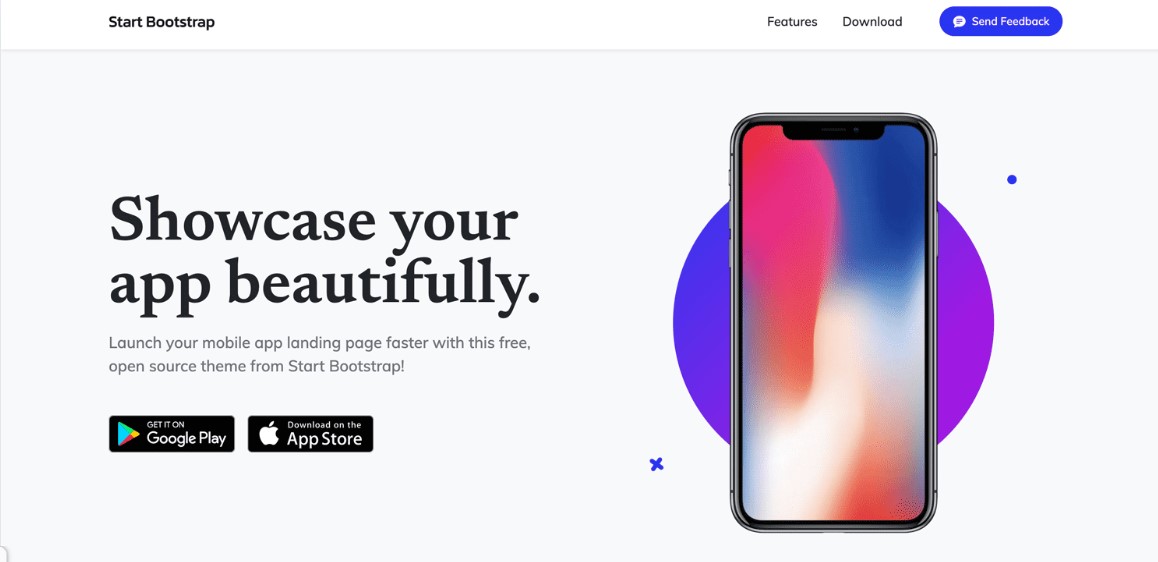 Start Bootstrap
Features
Download
Send Feedback
Showcase your
app beautifully.
Launch your mobile app landing page faster with this free,
open source theme from Start Bootstrap!
GET IT ON
Google Play
Download on the
App Store